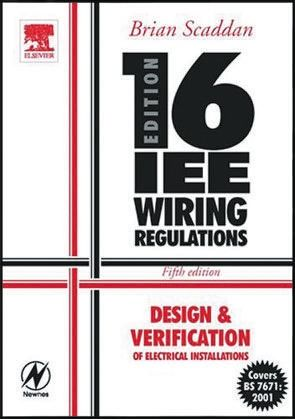 Brian Scaddan
ELSEVIER
16 EDITION
IEE
WIRING
REGULATIONS
Fifth edition
DESIGN &
VERIFICATION
OF ELECTRICAL INSTALLATIONS
Newnes
Covers
BS 7671:
2001